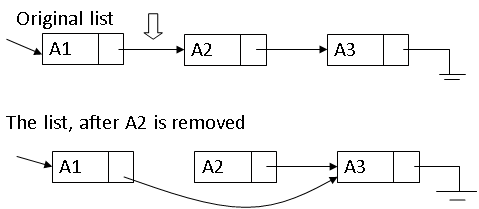 Original list
A1 A2 A3
The list, after A2 is removed
A1 A2 A3